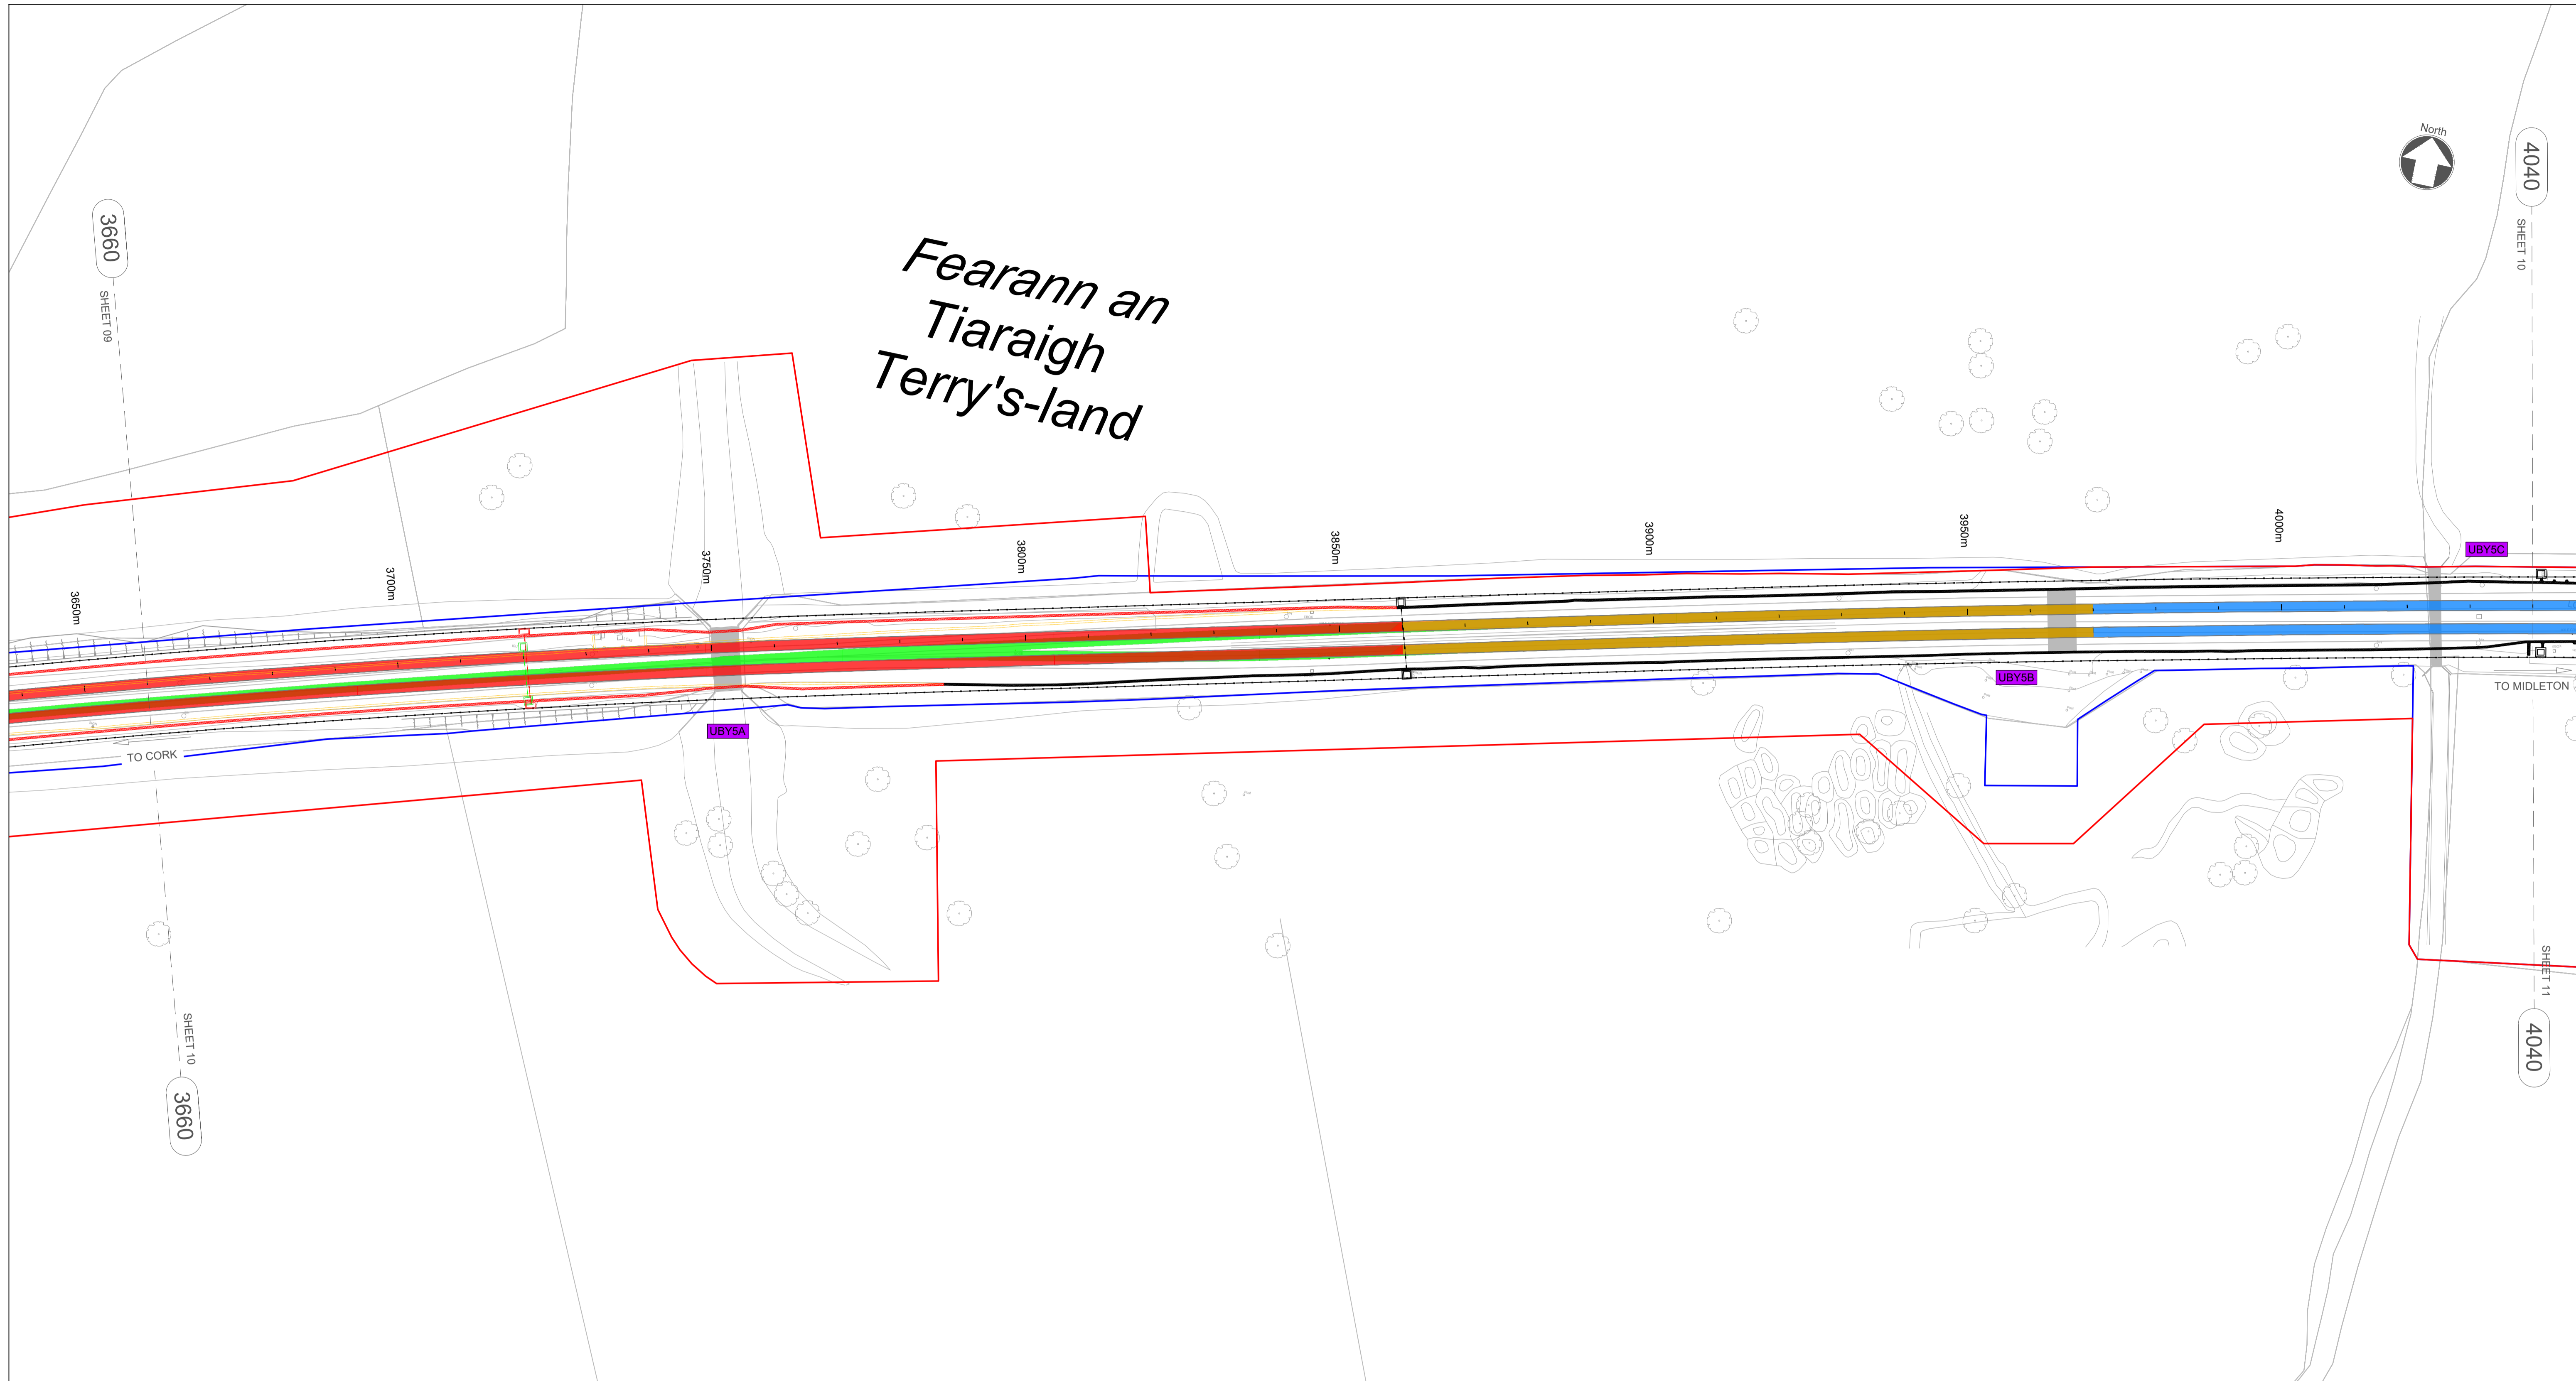 North
4040
SHEET 10
3660
SHEET 09
Fearann an
Tiaraigh
Terry's-land
3650m
3700m
3750m
3800m
3850m
3900m
3950m
4000m
UBY5C
UBY5B
TO MIDLETON
UBY5A
TO CORK
SHEET 11
4040
SHEET 10
3660